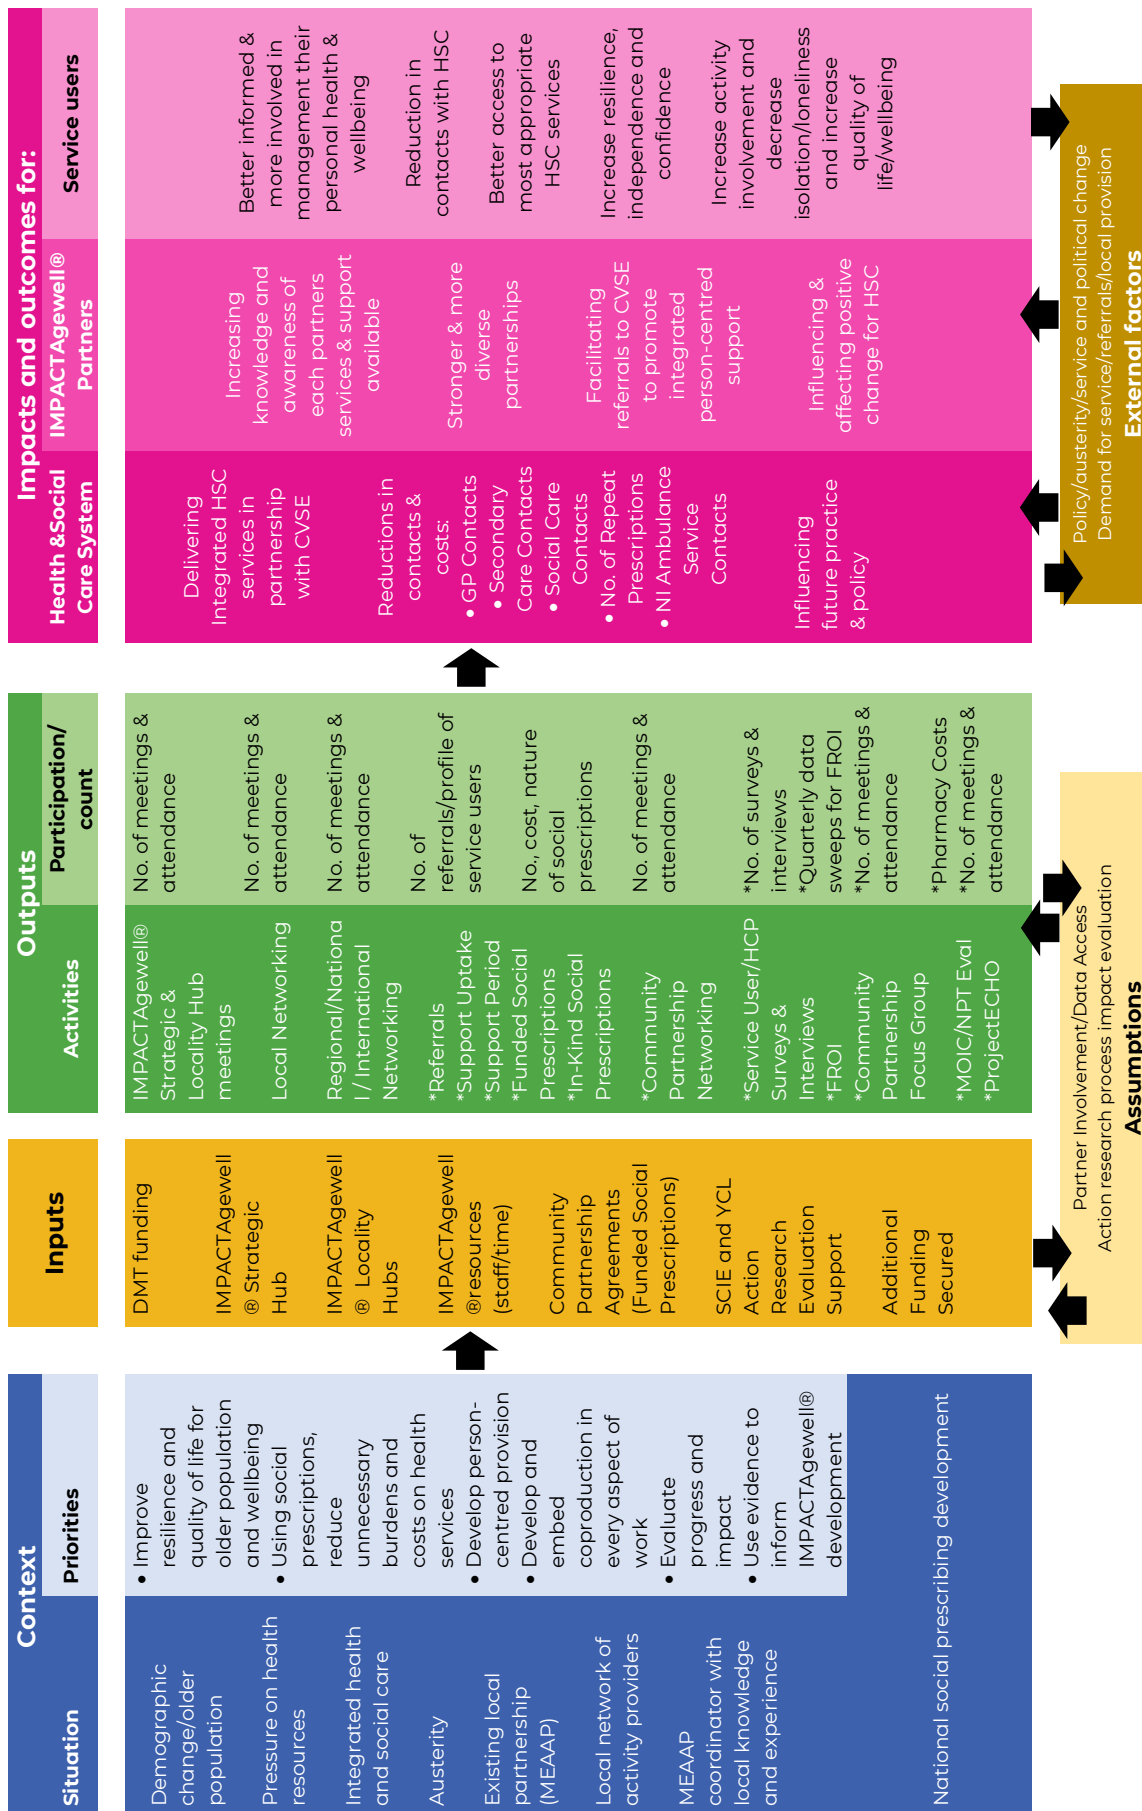 Context
Situation
Demographic
change/older
population
Pressure on health
resources
Integrated health
and social care
Austerity
Existing local
partnership
(MEAAP)
Local network of
activity providers
MEAAP
coordinator with
local knowledge
and experience
National social prescribing development
Priorities
• Improve
resilience and
quality of life for
older population
and wellbeing
• Using social
prescriptions,
reduce
unnecessary
burdens and
costs on health
services
• Develop person-
centred provision
• Develop and
embed
coproduction in
every aspect of
work
• Evaluate
progress and
impact
• Use evidence to
inform
IMPACTAgewell®
development
Inputs
DMT funding
IMPACTAgewell
® Strategic
Hub
IMPACTAgewell
® Locality
Hubs
IMPACTAgewell
®resources
(staff/time)
Community
Partnership
Agreements
(Funded Social
Prescriptions)
SCIE and YCL
Action
Research
Evaluation
Support
Additional
Funding
Secured
Outputs
Activities
IMPACTAgewell®
Strategic &
Locality Hub
meetings
Local Networking
Regional/Nationa
l / International
Networking
*Referrals
*Support Uptake
*Support Period
*Funded Social
Prescriptions
*In-Kind Social
Prescriptions
*Community
Partnership
Networking
*Service User/HCP
Surveys &
Interviews
*FROI
*Community
Partnership
Focus Group
*MOIC/NPT Eval
*ProjectECHO
Participation/
count
No. of meetings &
attendance
No. of meetings &
attendance
No. of meetings &
attendance
No. of
referrals/profile of
service users
No., cost, nature
of social
prescriptions
No. of meetings &
attendance
*No. of surveys &
interviews
*Quarterly data
sweeps for FROI
*No. of meetings &
attendance
*Pharmacy Costs
*No. of meetings &
attendance
Impacts and outcomes for:
Health &Social
Care System
Delivering
Integrated HSC
services in
partnership
with CVSE
Reductions in
contacts &
costs:
• GP Contacts
• Secondary
Care Contacts
• Social Care
Contacts
• No. of Repeat
Prescriptions
• NI Ambulance
Service
Contacts
Influencing
future practice
& policy
IMPACTAgewell®
Partners
Increasing
knowledge and
awareness of
each partners
services & support
available
Stronger & more
diverse
partnerships
Facilitating
referrals to CVSE
to promote
integrated
person-centred
support
Influencing &
affecting positive
change for HSC
Service users
Better informed &
more involved in
management their
personal health &
wellbeing
Reduction in
contacts with HSC
Better access to
most appropriate
HSC services
Increase resilience,
independence and
confidence
Increase activity
involvement and
decrease
isolation/loneliness
and increase
quality of
life/wellbeing
Partner Involvement/Data Access
Action research process impact evaluation
Assumptions
Policy/austerity/service and political change
Demand for service/referrals/local provision
External factors